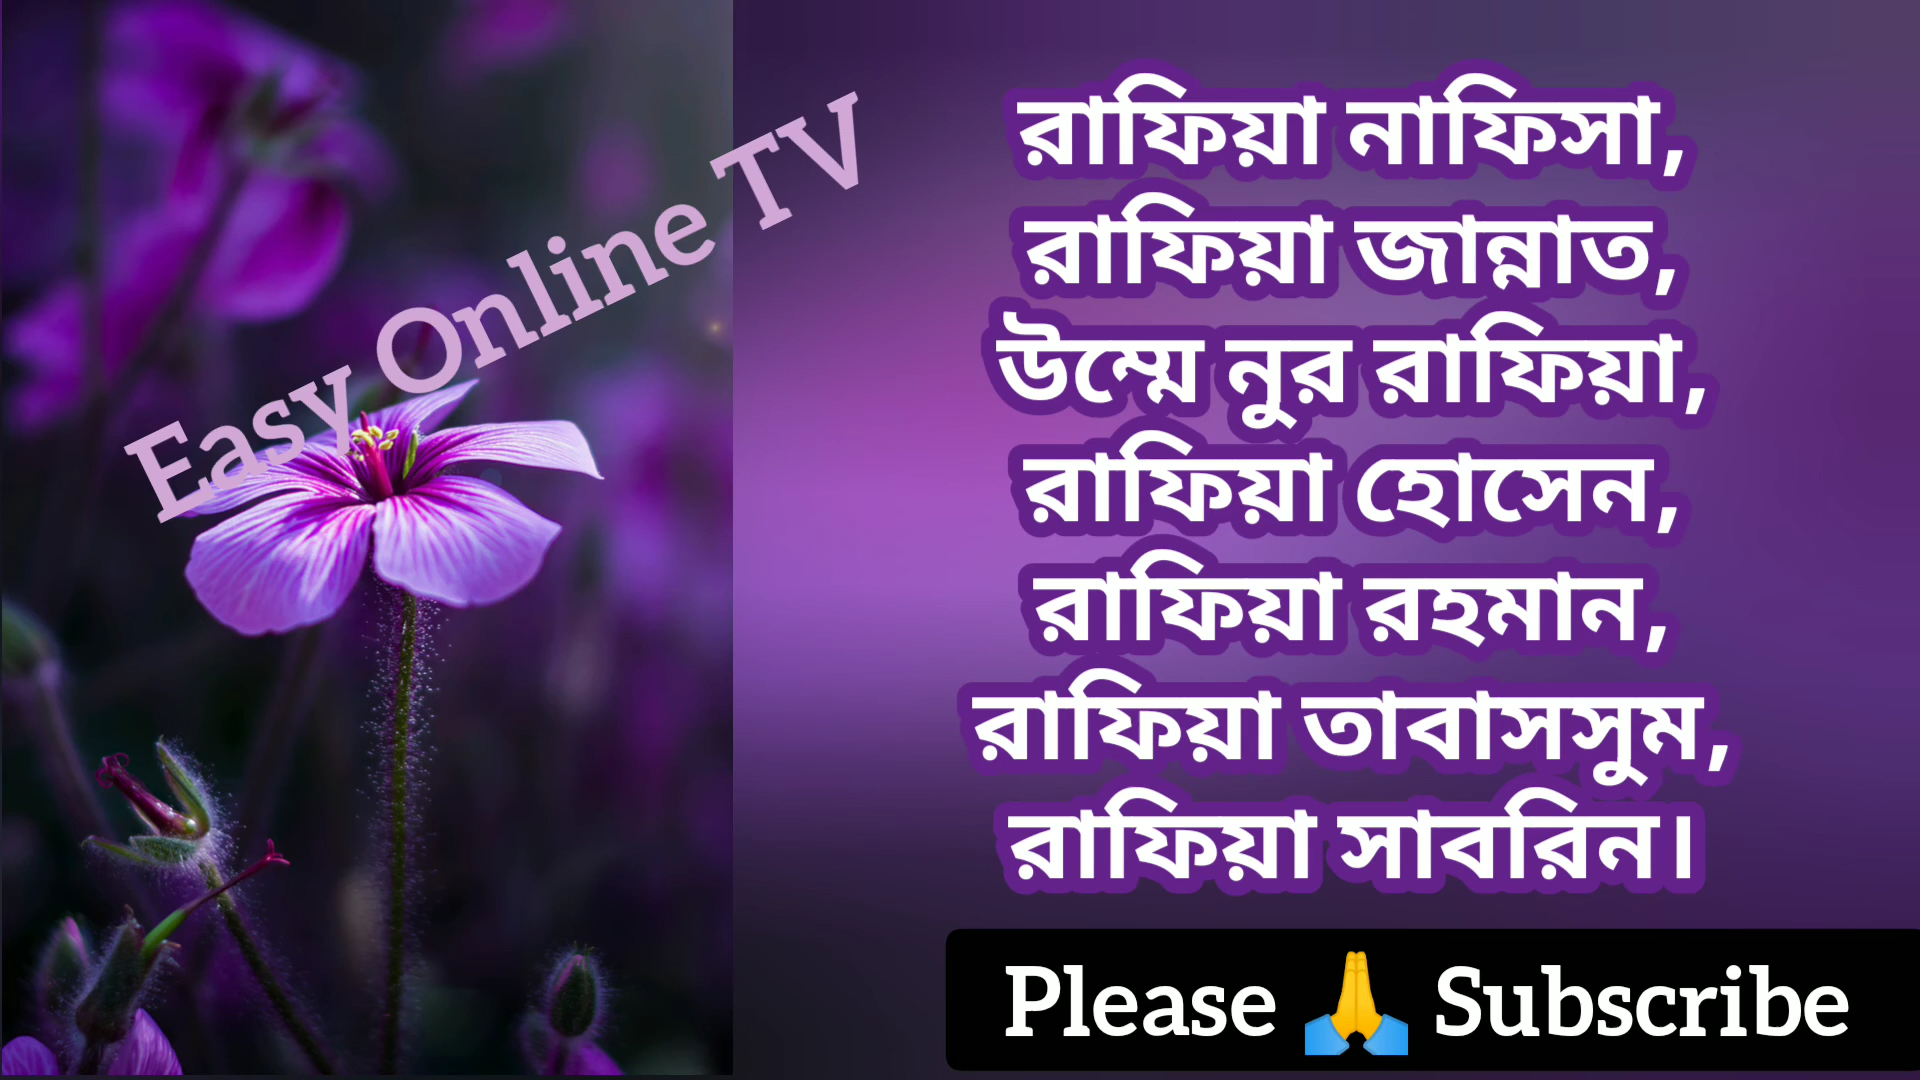 Easy Online TV
রাফিয়া নাফিসা,
রাফিয়া জান্নাত,
উম্মে নুর রাফিয়া,
রাফিয়া হোসেন,
রাফিয়া রহমান,
রাফিয়া তাবাসসুম,
রাফিয়া সাবরিন।
Please 🙏 Subscribe